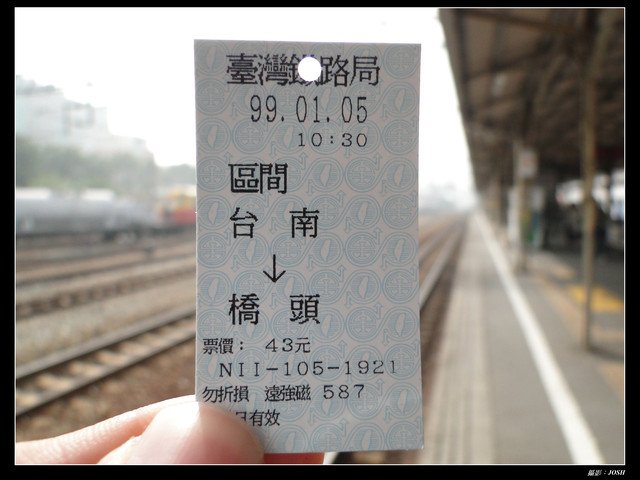 臺灣鐵路局
99.01.05
10:30
區間
台南
↓
橋頭
票價： 43元
NII-105-1921
勿折損 遠強磁 587
日有效
攝影：JOSH